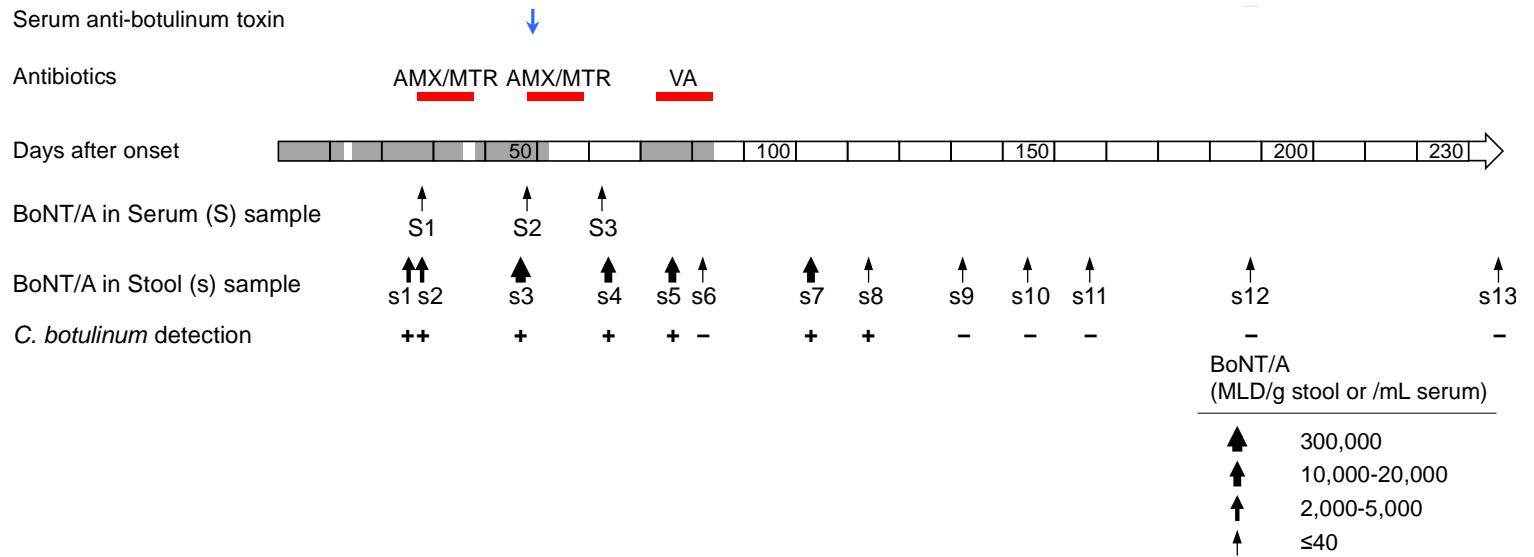 Serum anti-botulinum toxin
Antibiotics
AMX/MTR AMX/MTR VA
Days after onset
50 100 150 200 230
BoNT/A in Serum (S) sample
S1 S2 S3
BoNT/A in Stool (s) sample
s1 s2 s3 s4 s5 s6 s7 s8 s9 s10 s11 s12 s13
C. botulinum detection
+ + + + + − + + − − − − −
BoNT/A
(MLD/g stool or /mL serum)
300,000
10,000-20,000
2,000-5,000
≤40